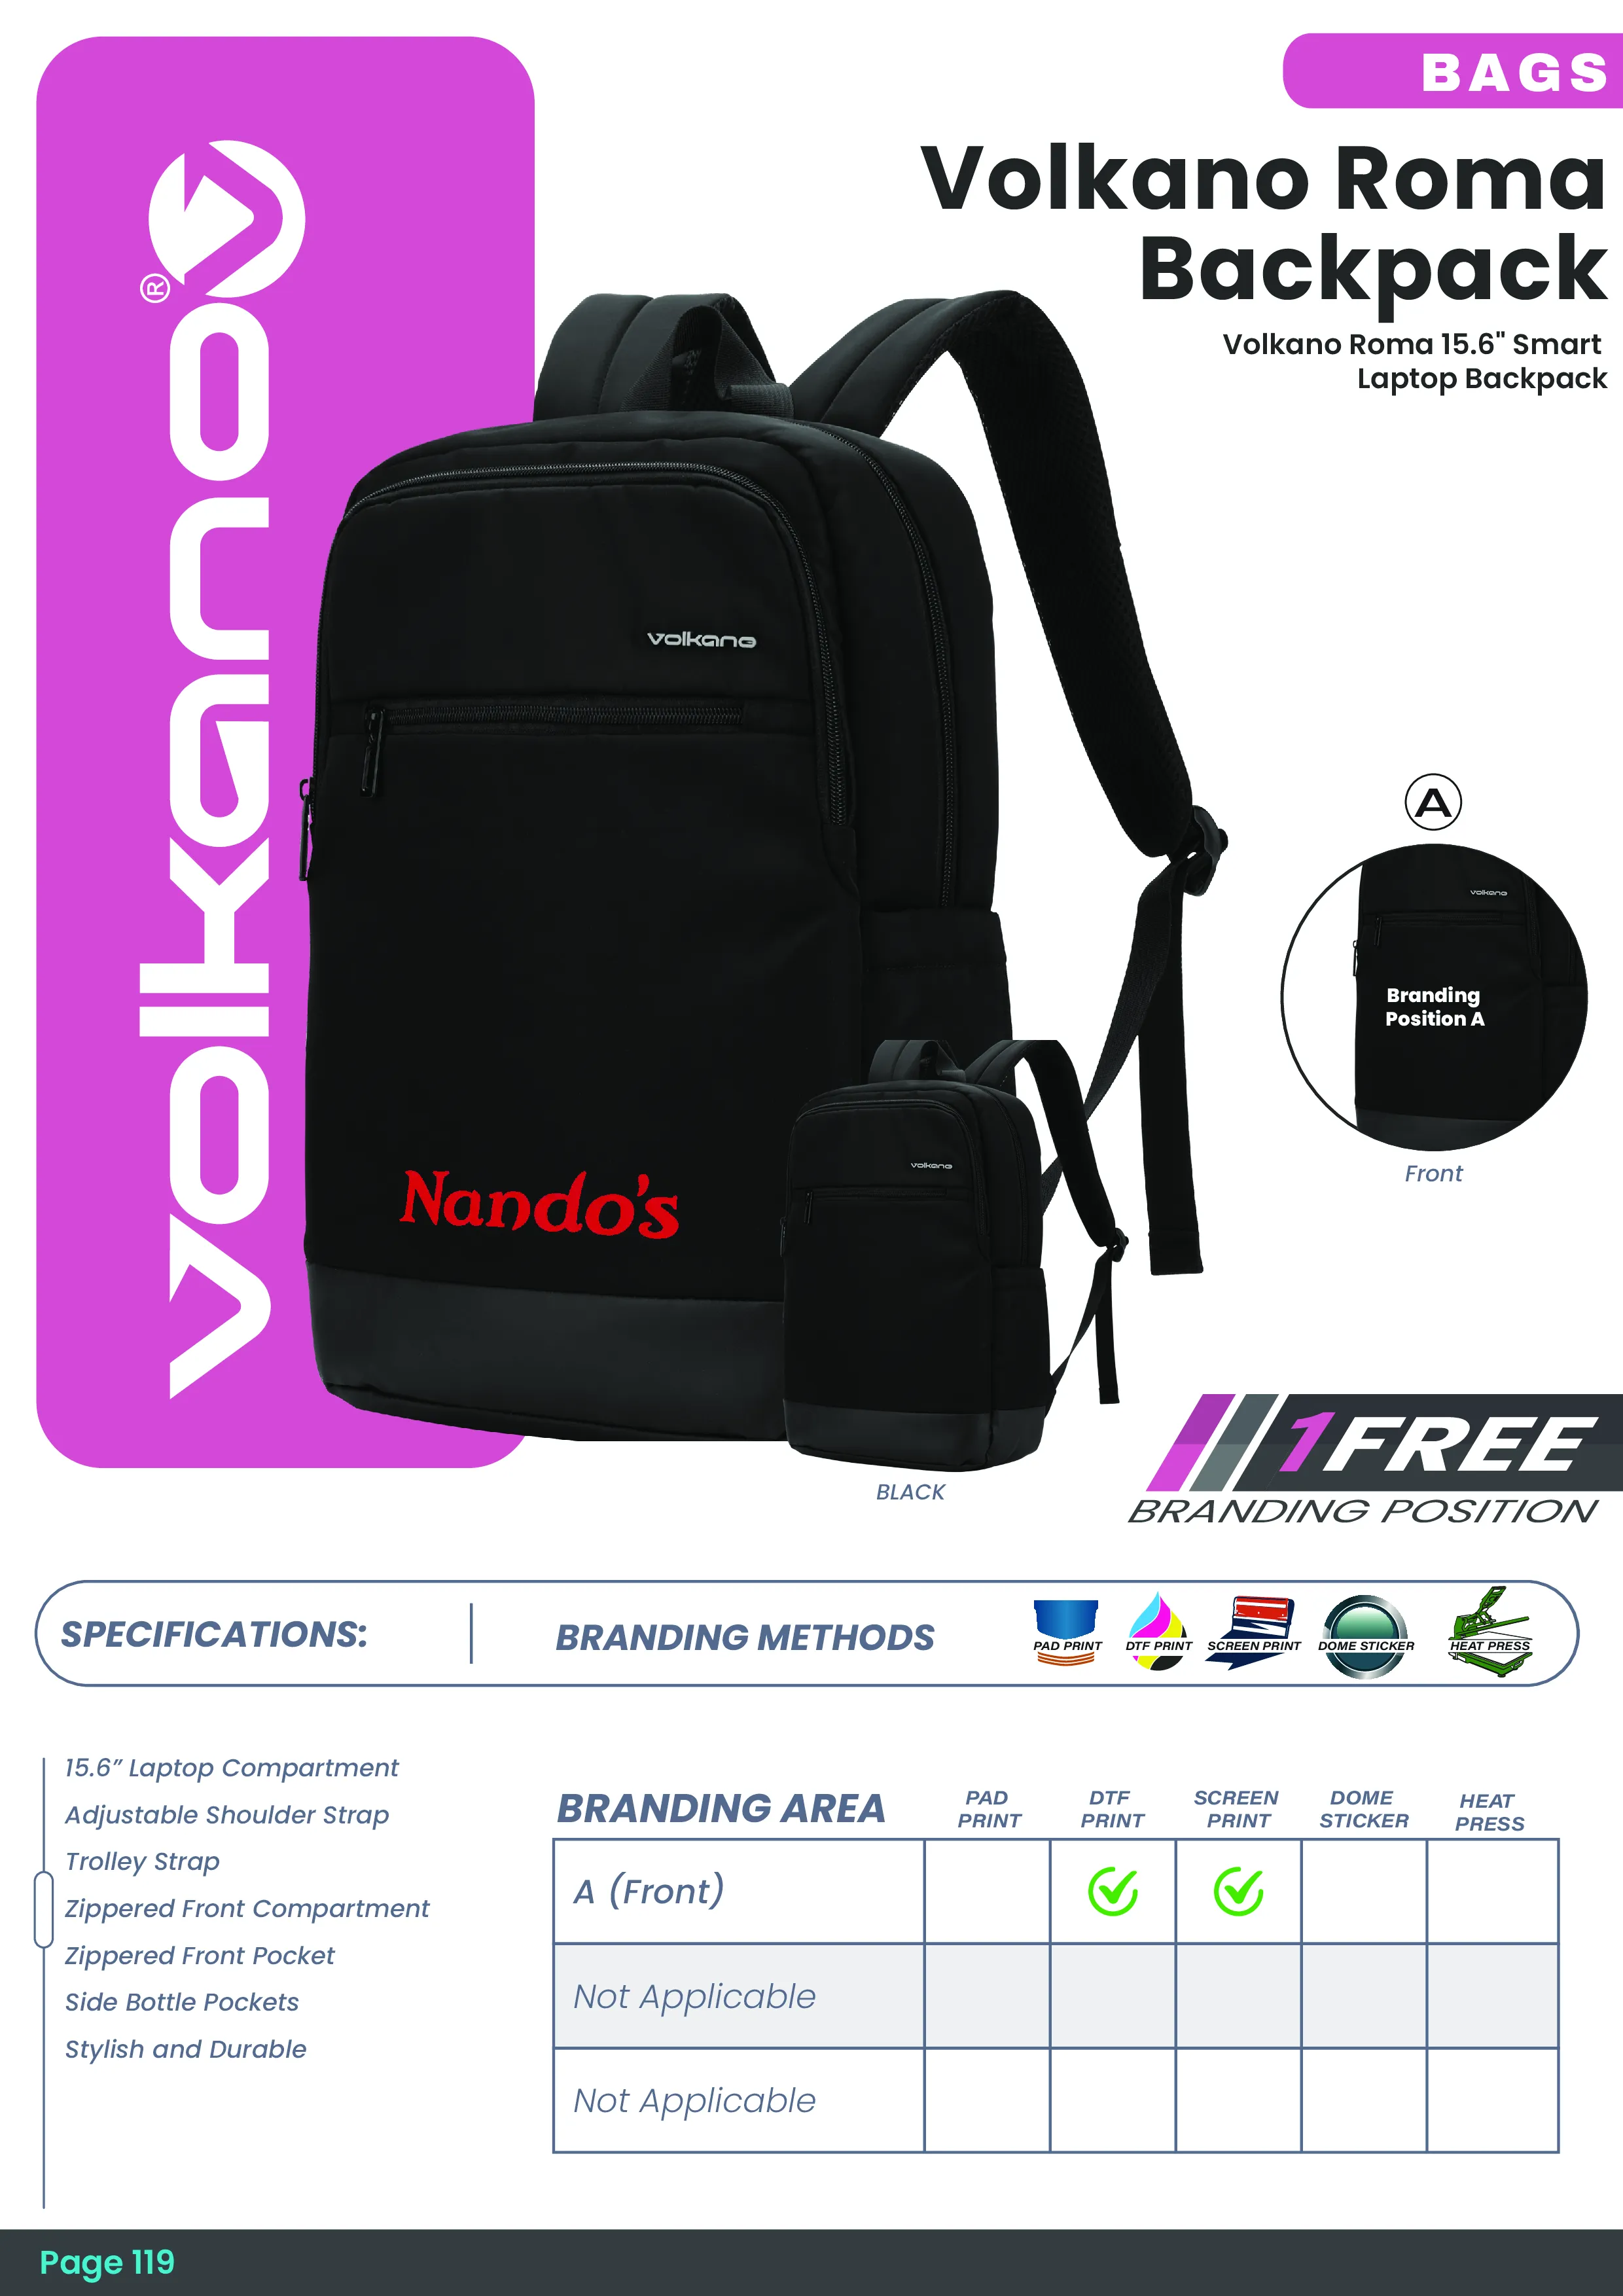 BAGS
Volkano Roma
Backpack
Volkano Roma 15.6" Smart
Laptop Backpack
volkano®
volkano
A
volkano
Branding
Position A
Front
Nando's
volkano
BLACK
1FREE
BRANDING POSITION
SPECIFICATIONS:
BRANDING METHODS
PAD PRINT
DTF PRINT
SCREEN PRINT
DOME STICKER
HEAT PRESS
15.6” Laptop Compartment
Adjustable Shoulder Strap
Trolley Strap
Zippered Front Compartment
Zippered Front Pocket
Side Bottle Pockets
Stylish and Durable
BRANDING AREA
PAD PRINT
DTF PRINT
SCREEN PRINT
DOME STICKER
HEAT PRESS
A (Front)
Not Applicable
Not Applicable
Page 119